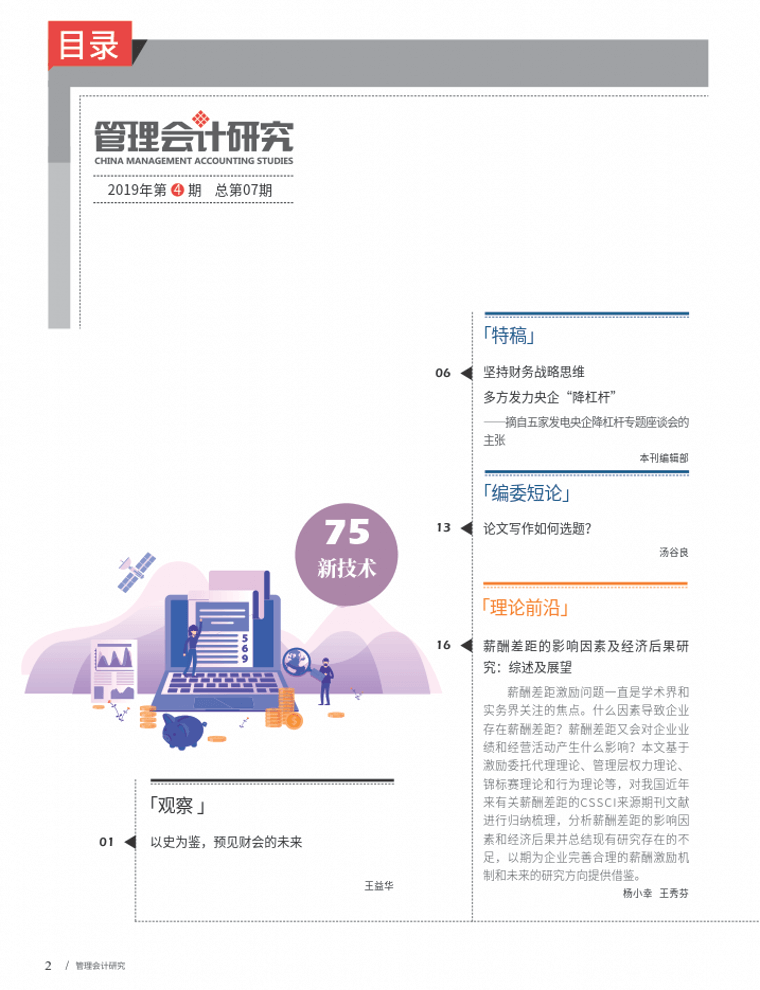 目录
管理会计研究
CHINA MANAGEMENT ACCOUNTING STUDIES
2019年第 4 期 总第07期
75
新技术
5
6
9
「观察」
01
以史为鉴，预见财会的未来
王益华
「特稿」
06
坚持财务战略思维
多方发力央企“降杠杆”
——摘自五家发电央企降杠杆专题座谈会的
主张
本刊编辑部
「编委短论」
13
论文写作如何选题？
汤谷良
「理论前沿」
16
薪酬差距的影响因素及经济后果研
究：综述及展望
薪酬差距激励问题一直是学术界和
实务界关注的焦点。什么因素导致企业
存在薪酬差距？薪酬差距又会对企业业
绩和经营活动产生什么影响？本文基于
激励委托代理理论、管理层权力理论、
锦标赛理论和行为理论等，对我国近年
来有关薪酬差距的CSSCI来源期刊文献
进行归纳梳理，分析薪酬差距的影响因
素和经济后果并总结现有研究存在的不
足，以期为企业完善合理的薪酬激励机
制和未来的研究方向提供借鉴。
杨小幸 王秀芬
2 / 管理会计研究